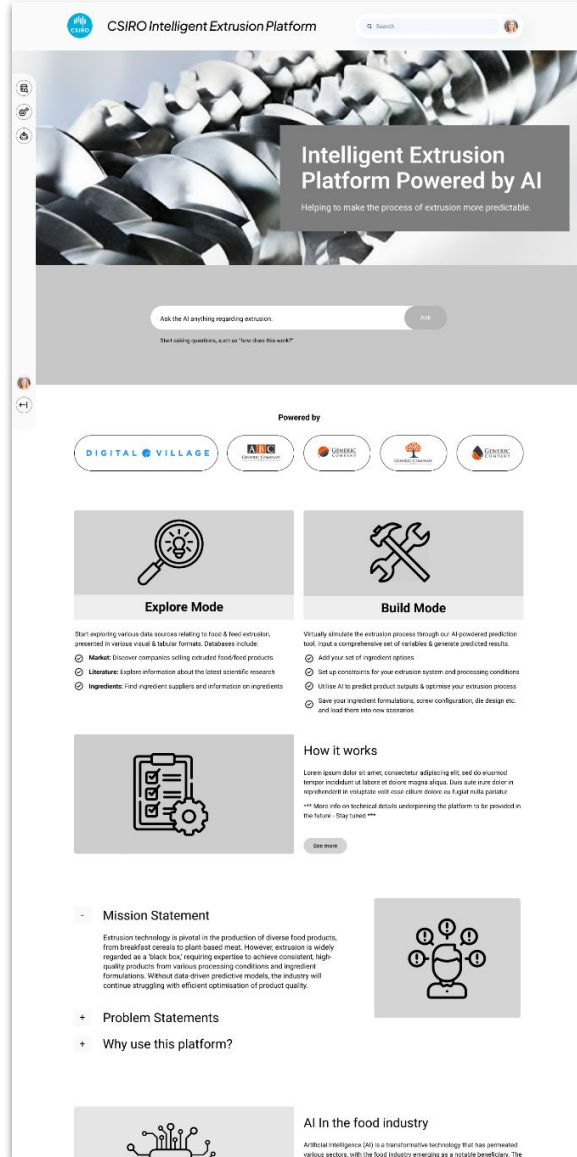 CSIRO
CSIRO Intelligent Extrusion Platform
Search
Intelligent Extrusion
Platform Powered by AI
Helping to make the process of extrusion more predictable.
Ask the AI anything regarding extrusion.
Ask
Start asking questions, such as "how does this work?"
Powered by
DIGITAL VILLAGE
ABC
GENERIC COMPANY
GENERIC
COMPANY
GENERIC COMPANY
GENERIC
COMPANY
Explore Mode
Start exploring various data sources relating to food & feed extrusion,
presented in various visual & tabular formats. Databases include:
Market: Discover companies selling extruded food/feed products
Literature: Explore information about the latest scientific research
Ingredients: Find ingredient suppliers and information on ingredients
Build Mode
Virtually simulate the extrusion process through our AI-powered prediction
tool. Input a comprehensive set of variables & generate predicted results.
Add your set of ingredient options
Set up constraints for your extrusion system and processing conditions
Utilise AI to predict product outputs & optimise your extrusion process
Save your ingredient formulations, screw configuration, die design etc.
and load them into new scenarios
How it works
Lorem ipsum dolor sit amet, consectetur adipiscing elit, sed do eiusmod
tempor incididunt ut labore et dolore magna aliqua. Duis aute irure dolor in
reprehenderit in voluptate velit esse cillum dolore eu fugiat nulla pariatur.
*** More info on technical details underpinning the platform to be provided in
the future - Stay tuned ***
See more
- Mission Statement
Extrusion technology is pivotal in the production of diverse food products,
from breakfast cereals to plant-based meat. However, extrusion is widely
regarded as a 'black box,' requiring expertise to achieve consistent, high-
quality products from various processing conditions and ingredient
formulations. Without data-driven predictive models, the industry will
continue struggling with efficient optimisation of product quality.
+ Problem Statements
+ Why use this platform?
AI In the food industry
Artificial Intelligence (AI) is a transformative technology that has permeated
various sectors, with the food industry emerging as a notable beneficiary. The